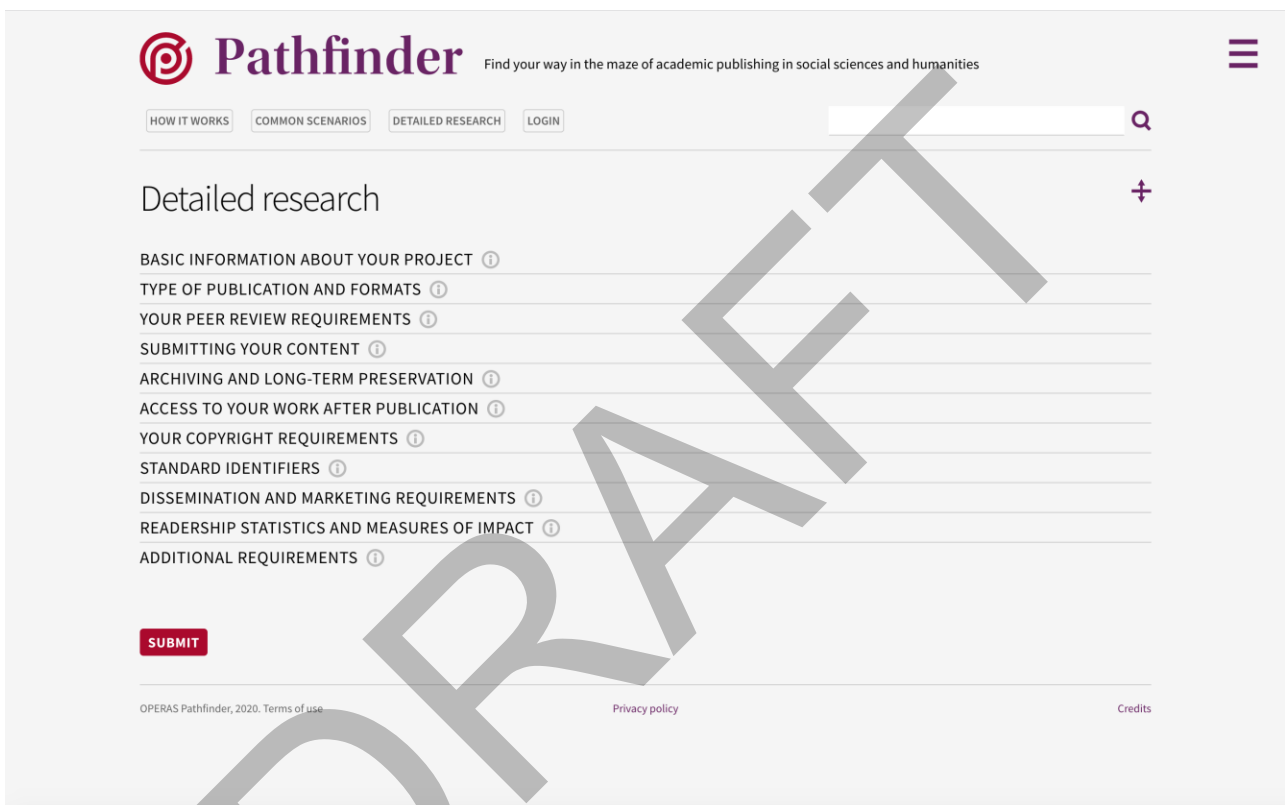 Pathfinder Find your way in the maze of academic publishing in social sciences and humanities
HOW IT WORKS COMMON SCENARIOS DETAILED RESEARCH LOGIN
Detailed research
BASIC INFORMATION ABOUT YOUR PROJECT
TYPE OF PUBLICATION AND FORMATS
YOUR PEER REVIEW REQUIREMENTS
SUBMITTING YOUR CONTENT
ARCHIVING AND LONG-TERM PRESERVATION
ACCESS TO YOUR WORK AFTER PUBLICATION
YOUR COPYRIGHT REQUIREMENTS
STANDARD IDENTIFIERS
DISSEMINATION AND MARKETING REQUIREMENTS
READERSHIP STATISTICS AND MEASURES OF IMPACT
ADDITIONAL REQUIREMENTS
SUBMIT
OPERAS Pathfinder, 2020. Terms of use Privacy policy Credits
DRAFT